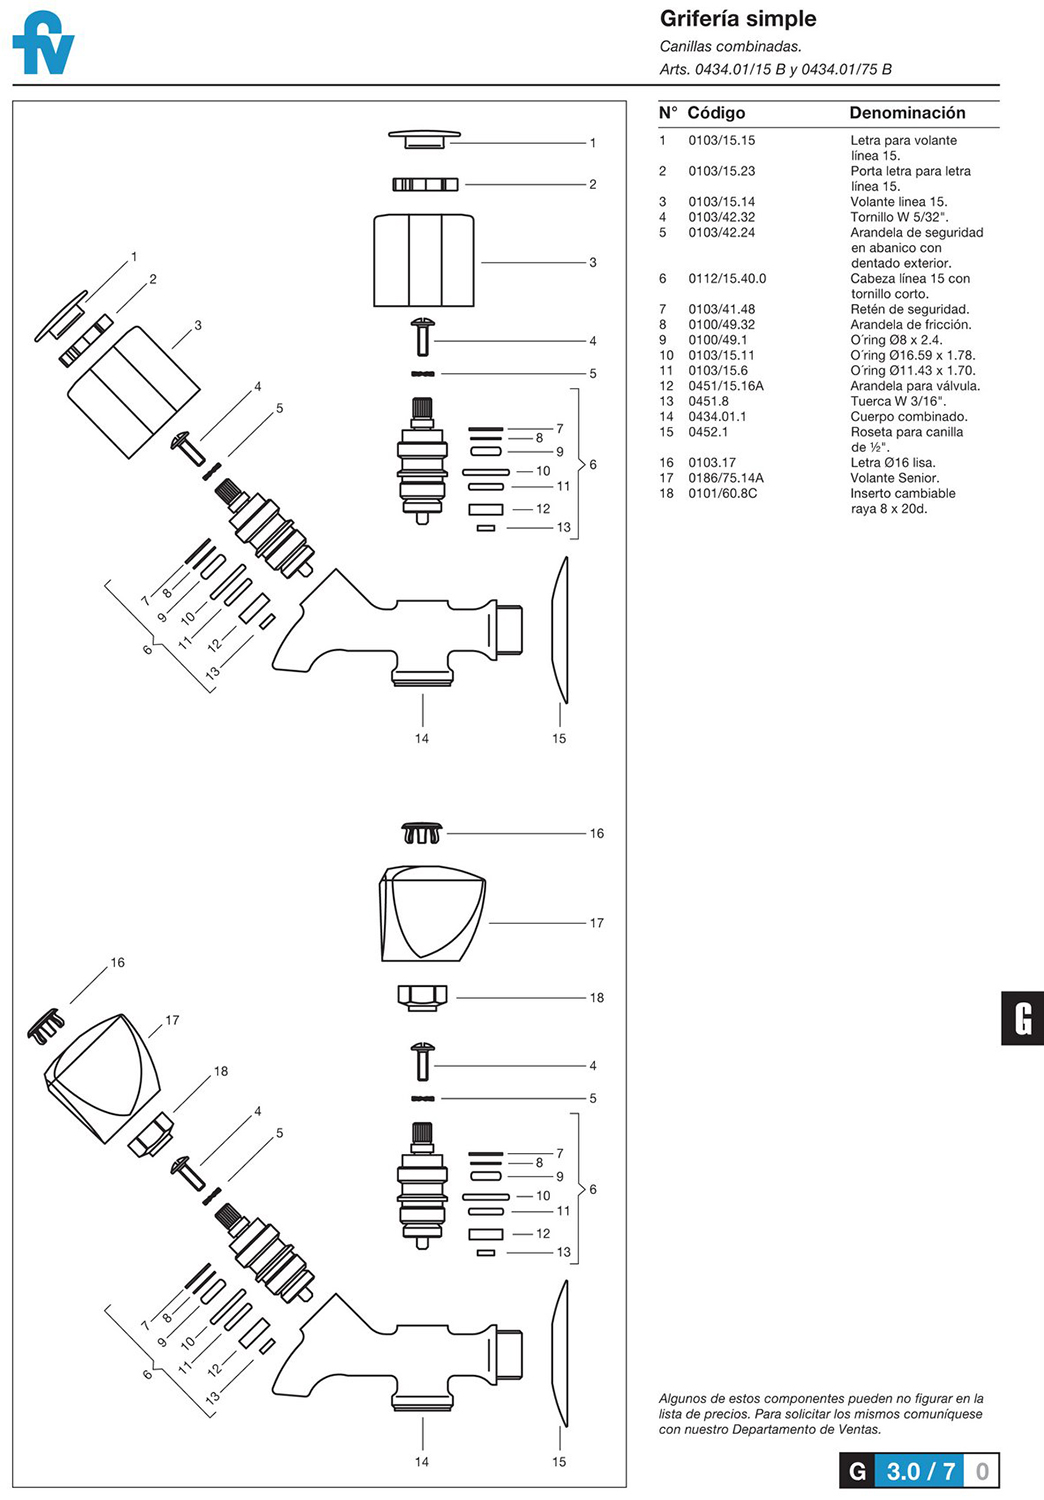 fv
Grifería simple
Canillas combinadas.
Arts. 0434.01/15 B y 0434.01/75 B
N° Código Denominación
1 0103/15.15 Letra para volante
línea 15.
2 0103/15.23 Porta letra para letra
línea 15.
3 0103/15.14 Volante linea 15.
4 0103/42.32 Tornillo W 5/32".
5 0103/42.24 Arandela de seguridad
en abanico con
dentado exterior.
6 0112/15.40.0 Cabeza línea 15 con
tornillo corto.
7 0103/41.48 Retén de seguridad.
8 0100/49.32 Arandela de fricción.
9 0100/49.1 O´ring Ø8 x 2.4.
10 0103/15.11 O´ring Ø16.59 x 1.78.
11 0103/15.6 O´ring Ø11.43 x 1.70.
12 0451/15.16A Arandela para válvula.
13 0451.8 Tuerca W 3/16".
14 0434.01.1 Cuerpo combinado.
15 0452.1 Roseta para canilla
de ½".
16 0103.17 Letra Ø16 lisa.
17 0186/75.14A Volante Senior.
18 0101/60.8C Inserto cambiable
raya 8 x 20d.
1
2
3
4
5
7
8
9
10
11
12
13
6
1
2
3
4
5
7
8
9
10
11
12
13
6
14
15
16
17
18
4
5
7
8
9
10
11
12
13
6
16
17
18
4
5
7
8
9
10
11
12
13
6
14
15
G
Algunos de estos componentes pueden no figurar en la
lista de precios. Para solicitar los mismos comuníquese
con nuestro Departamento de Ventas.
G 3.0 / 7 0